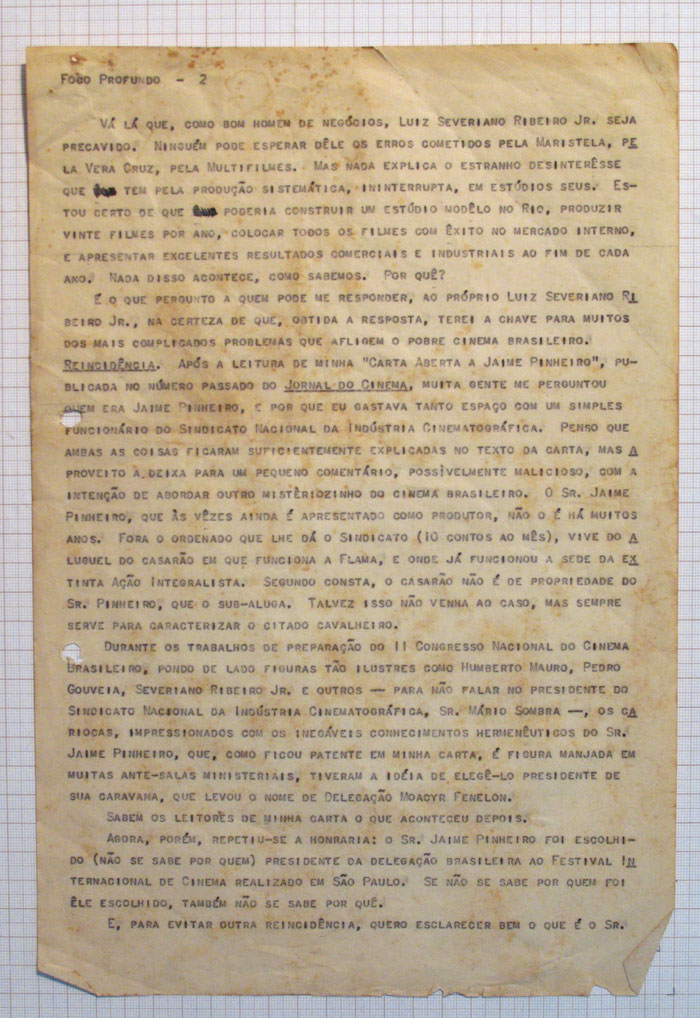 FOCO PROFUNDO - 2
VÁ LÁ QUE, COMO BOM HOMEM DE NEGÓCIOS, LUIZ SEVERIANO RIBEIRO JR. SEJA
PRECAVIDO. NINGUÉM PODE ESPERAR DÊLE OS ERROS COMETIDOS PELA MARISTELA, PE
LA VERA CRUZ, PELA MULTIFILMES. MAS NADA EXPLICA O ESTRANHO DESINTERÊSSE
QUE TEM PELA PRODUÇÃO SISTEMÁTICA, ININTERRUPTA, EM ESTÚDIOS SEUS. ES-
TOU CERTO DE QUE PODERIA CONSTRUIR UM ESTÚDIO MODÊLO NO RIO, PRODUZIR
VINTE FILMES POR ANO, COLOCAR TODOS OS FILMES COM ÊXITO NO MERCADO INTERNO,
E APRESENTAR EXCELENTES RESULTADOS COMERCIAIS E INDUSTRIAIS AO FIM DE CADA
ANO. NADA DISSO ACONTECE, COMO SABEMOS. POR QUÊ?
É O QUE PERGUNTO A QUEM PODE ME RESPONDER, AO PRÓPRIO LUIZ SEVERIANO RI
BEIRO JR., NA CERTEZA DE QUE, OBTIDA A RESPOSTA, TEREI A CHAVE PARA MUITOS
DOS MAIS COMPLICADOS PROBLEMAS QUE AFLIGEM O POBRE CINEMA BRASILEIRO.
REINCIDÊNCIA. APÓS A LEITURA DE MINHA "CARTA ABERTA A JAIME PINHEIRO", PU-
BLICADA NO NÚMERO PASSADO DO JORNAL DO CINEMA, MUITA GENTE ME PERGUNTOU
QUEM ERA JAIME PINHEIRO, E POR QUE EU GASTAVA TANTO ESPAÇO COM UM SIMPLES
FUNCIONÁRIO DO SINDICATO NACIONAL DA INDÚSTRIA CINEMATOGRÁFICA. PENSO QUE
AMBAS AS COISAS FICARAM SUFICIENTEMENTE EXPLICADAS NO TEXTO DA CARTA, MAS A
PROVEITO A DEIXA PARA UM PEQUENO COMENTÁRIO, POSSÌVELMENTE MALICIOSO, COM A
INTENÇÃO DE ABORDAR OUTRO MISTÈRIOZINHO DO CINEMA BRASILEIRO. O SR. JAIME
PINHEIRO, QUE ÀS VÊZES AINDA É APRESENTADO COMO PRODUTOR, NÃO O É HÁ MUITOS
ANOS. FORA O ORDENADO QUE LHE DÁ O SINDICATO (10 CONTOS AO MÊS), VIVE DO A
LUGUEL DO CASARÃO EM QUE FUNCIONA A FLAMA, E ONDE JÁ FUNCIONOU A SEDE DA EX
TINTA AÇÃO INTEGRALISTA. SEGUNDO CONSTA, O CASARÃO NÃO É DE PROPRIEDADE DO
SR. PINHEIRO, QUE O SUB-ALUGA. TALVEZ ISSO NÃO VENHA AO CASO, MAS SEMPRE
SERVE PARA CARACTERIZAR O CITADO CAVALHEIRO.
DURANTE OS TRABALHOS DE PREPARAÇÃO DO II CONGRESSO NACIONAL DO CINEMA
BRASILEIRO, PONDO DE LADO FIGURAS TÃO ILUSTRES COMO HUMBERTO MAURO, PEDRO
GOUVEIA, SEVERIANO RIBEIRO JR. E OUTROS — PARA NÃO FALAR NO PRESIDENTE DO
SINDICATO NACIONAL DA INDÚSTRIA CINEMATOGRÁFICA, SR. MÁRIO SOMBRA —, OS CA
RIOCAS, IMPRESSIONADOS COM OS INEGÁVEIS CONHECIMENTOS HERMENÊUTICOS DO SR.
JAIME PINHEIRO, QUE, COMO FICOU PATENTE EM MINHA CARTA, É FIGURA MANJADA EM
MUITAS ANTE-SALAS MINISTERIAIS, TIVERAM A IDÉIA DE ELEGÊ-LO PRESIDENTE DE
SUA CARAVANA, QUE LEVOU O NOME DE DELEGAÇÃO MOACYR FENELON.
SABEM OS LEITORES DE MINHA CARTA O QUE ACONTECEU DEPOIS.
AGORA, PORÉM, REPETIU-SE A HONRARIA: O SR. JAIME PINHEIRO FOI ESCOLHI-
DO (NÃO SE SABE POR QUEM) PRESIDENTE DA DELEGAÇÃO BRASILEIRA AO FESTIVAL IN
TERNACIONAL DE CINEMA REALIZADO EM SÃO PAULO. SE NÃO SE SABE POR QUEM FOI
ÊLE ESCOLHIDO, TAMBÉM NÃO SE SABE POR QUÊ.
E, PARA EVITAR OUTRA REINCIDÊNCIA, QUERO ESCLARECER BEM O QUE É O SR.